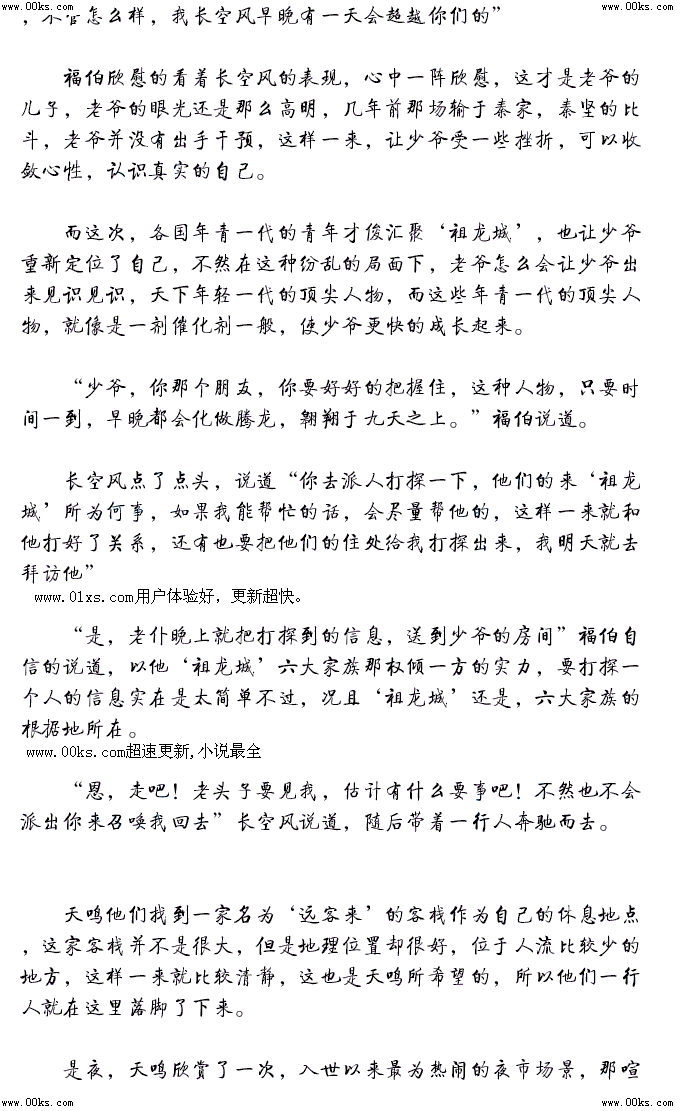 www.00ks.com www.00ks.com
，不管怎么样，我长空风早晚有一天会超越你们的”
福伯欣慰的看着长空风的表现，心中一阵欣慰，这才是老爷的
儿子，老爷的眼光还是那么高明，几年前那场输于秦家，秦坚的比
斗，老爷并没有出手干预，这样一来，让少爷受一些挫折，可以收
敛心性，认识真实的自己。
而这次，各国年青一代的青年才俊汇聚‘祖龙城’，也让少爷
重新定位了自己，不然在这种纷乱的局面下，老爷怎么会让少爷出
来见识见识，天下年轻一代的顶尖人物，而这些年青一代的顶尖人
物，就像是一剂催化剂一般，使少爷更快的成长起来。
“少爷，你那个朋友，你要好好的把握住，这种人物，只要时
间一到，早晚都会化做腾龙，翱翔于九天之上。”福伯说道。
长空风点了点头，说道“你去派人打探一下，他们的来‘祖龙
城’所为何事，如果我能帮忙的话，会尽量帮他的，这样一来就和
他打好了关系，还有也要把他们的住处给我打探出来，我明天就去
拜访他”
www.01xs.com用户体验好，更新超快。
“是，老仆晚上就把打探到的信息，送到少爷的房间”福伯自
信的说道，以他‘祖龙城’六大家族那权倾一方的实力，要打探一
个人的信息实在是太简单不过，况且‘祖龙城’还是，六大家族的
根据地所在。
www.00ks.com超速更新,小说最全
“恩，走吧！老头子要见我，估计有什么要事吧！不然也不会
派出你来召唤我回去”长空风说道，随后带着一行人奔驰而去。
天鸣他们找到一家名为‘远客来’的客栈作为自己的休息地点
，这家客栈并不是很大，但是地理位置却很好，位于人流比较少的
地方，这样一来就比较清静，这也是天鸣所希望的，所以他们一行
人就在这里落脚了下来。
是夜，天鸣欣赏了一次，入世以来最为热闹的夜市场景，那喧
www.00ks.com www.00ks.com